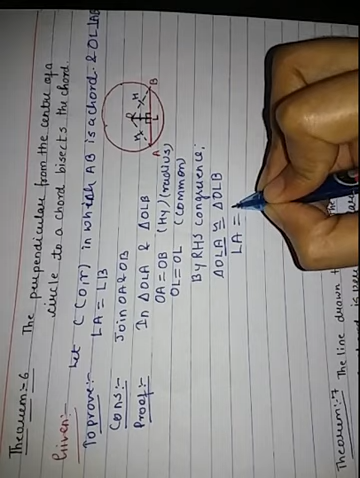 Theorem:-6 The perpendicular from the centre of a
circle to a chord bisects the chord.
Given:- Let C(O,r) in which AB is a chord & OL⊥AB
To prove:- LA = LB
Cons:- Join OA & OB
Proof:- In ΔOLA & ΔOLB
OA = OB (Hy) (radius)
OL = OL (common)
By RHS congruence:
ΔOLA ≅ ΔOLB
LA =
A
B
L
Theorem:-7 The line drawn